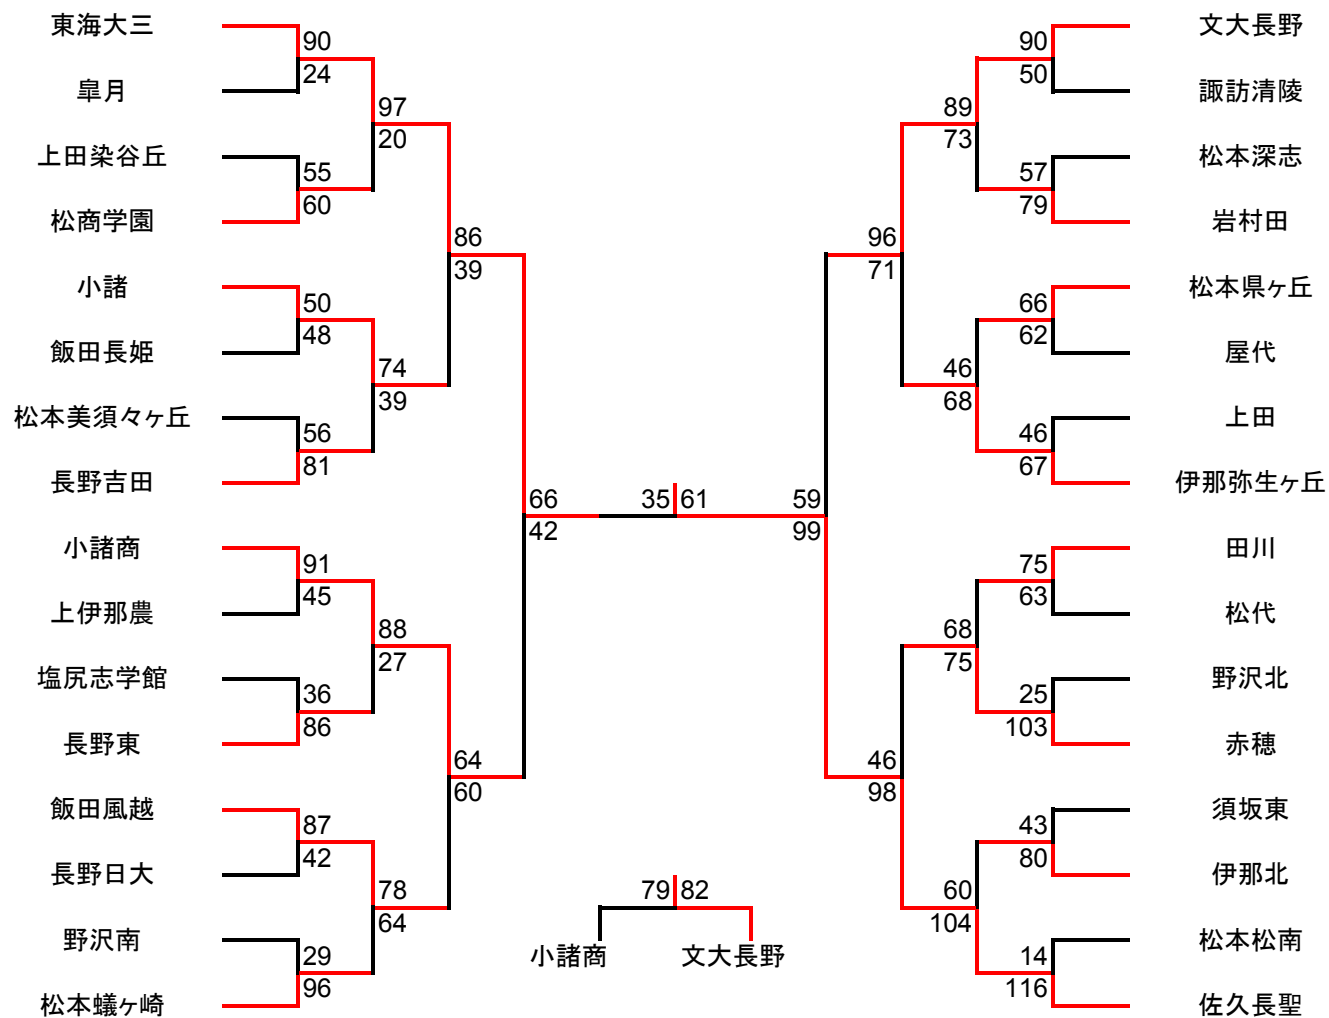 東海大三
皐月
上田染谷丘
松商学園
小諸
飯田長姫
松本美須々ヶ丘
長野吉田
小諸商
上伊那農
塩尻志学館
長野東
飯田風越
長野日大
野沢南
松本蟻ヶ崎
90
24
55
60
50
48
56
81
91
45
36
86
87
42
29
96
97
20
74
39
88
27
78
64
86
39
64
60
66
42
35 61
59
99
96
71
46
98
89
73
46
68
68
75
60
104
90
50
57
79
66
62
46
67
75
63
25
103
43
80
14
116
文大長野
諏訪清陵
松本深志
岩村田
松本県ヶ丘
屋代
上田
伊那弥生ヶ丘
田川
松代
野沢北
赤穂
須坂東
伊那北
松本松南
佐久長聖
79 82
小諸商 文大長野